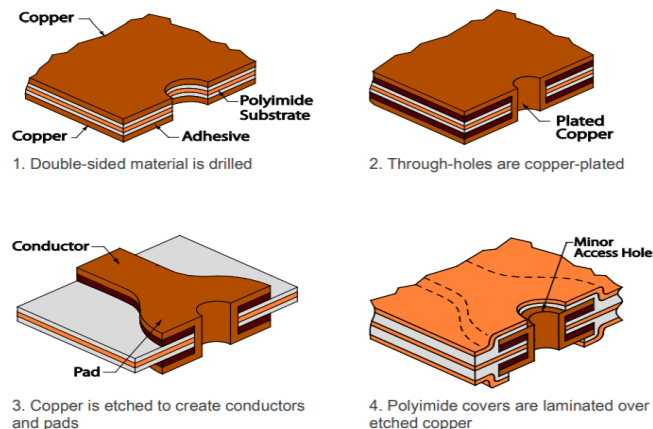 Copper
Polyimide
Substrate
Copper
Adhesive
1. Double-sided material is drilled
Plated
Copper
2. Through-holes are copper-plated
Conductor
Pad
3. Copper is etched to create conductors
and pads
Minor
Access Hole
4. Polyimide covers are laminated over
etched copper